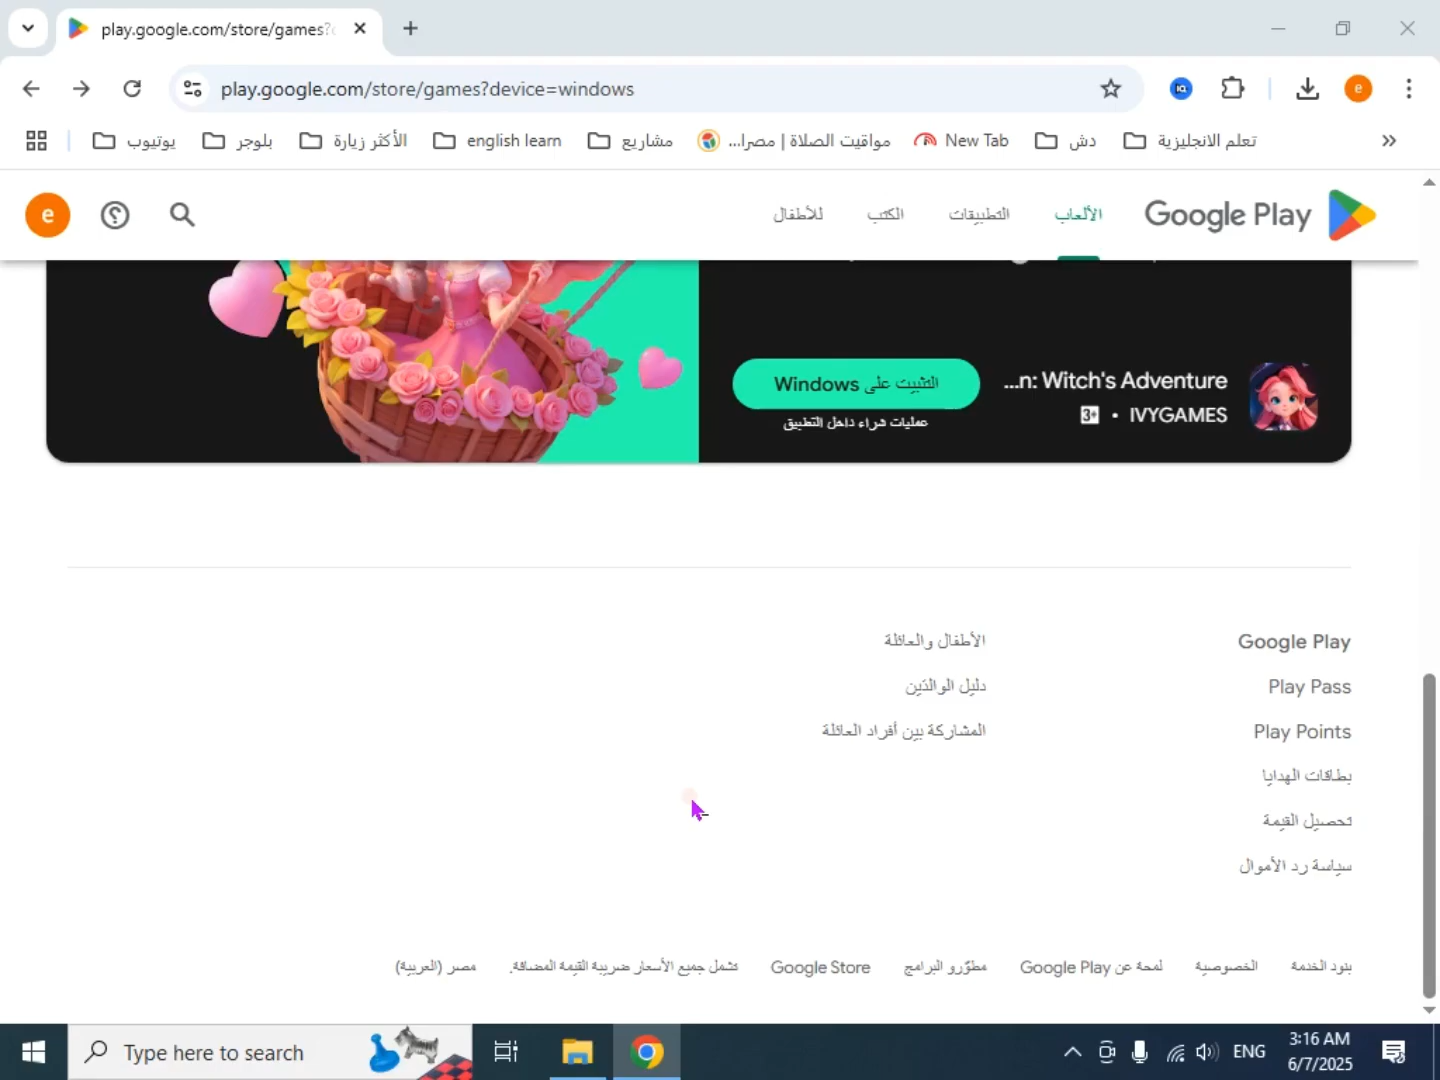 play.google.com/store/games?
play.google.com/store/games?device=windows
يوتيوب
بلوجر
الأكثر زيارة
english learn
مشاريع
مواقيت الصلاة | مصرا...
New Tab
دش
تعلم الانجليزية
e
Google Play
الألعاب
التطبيقات
الكتب
للأطفال
e
...n: Witch's Adventure
3+ • IVYGAMES
التثبيت على Windows
عمليات شراء داخل التطبيق
Google Play
Play Pass
Play Points
بطاقات الهدايا
تحصيل القيمة
سياسة رد الأموال
الأطفال والعائلة
دليل الوالدَين
المشاركة بين أفراد العائلة
بنود الخدمة
الخصوصية
لمحة عن Google Play
مطوّرو البرامج
Google Store
تشمل جميع الأسعار ضريبة القيمة المضافة.
مصر (العربية)
Type here to search
ENG
3:16 AM
6/7/2025